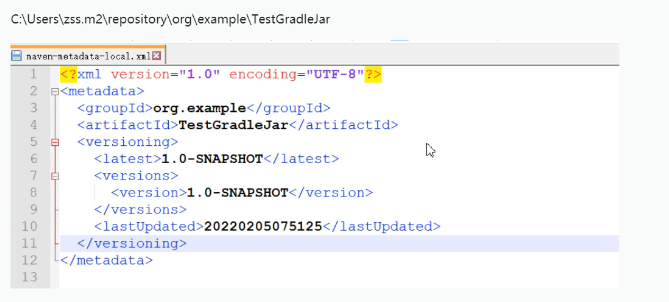 C:\Users\zss.m2\repository\org\example\TestGradleJar
naven-metadata-local.xml
1 <?xml version="1.0" encoding="UTF-8"?>
2 <metadata>
3 <groupId>org.example</groupId>
4 <artifactId>TestGradleJar</artifactId>
5 <versioning>
6 <latest>1.0-SNAPSHOT</latest>
7 <versions>
8 <version>1.0-SNAPSHOT</version>
9 </versions>
10 <lastUpdated>20220205075125</lastUpdated>
11 </versioning>
12 </metadata>
13